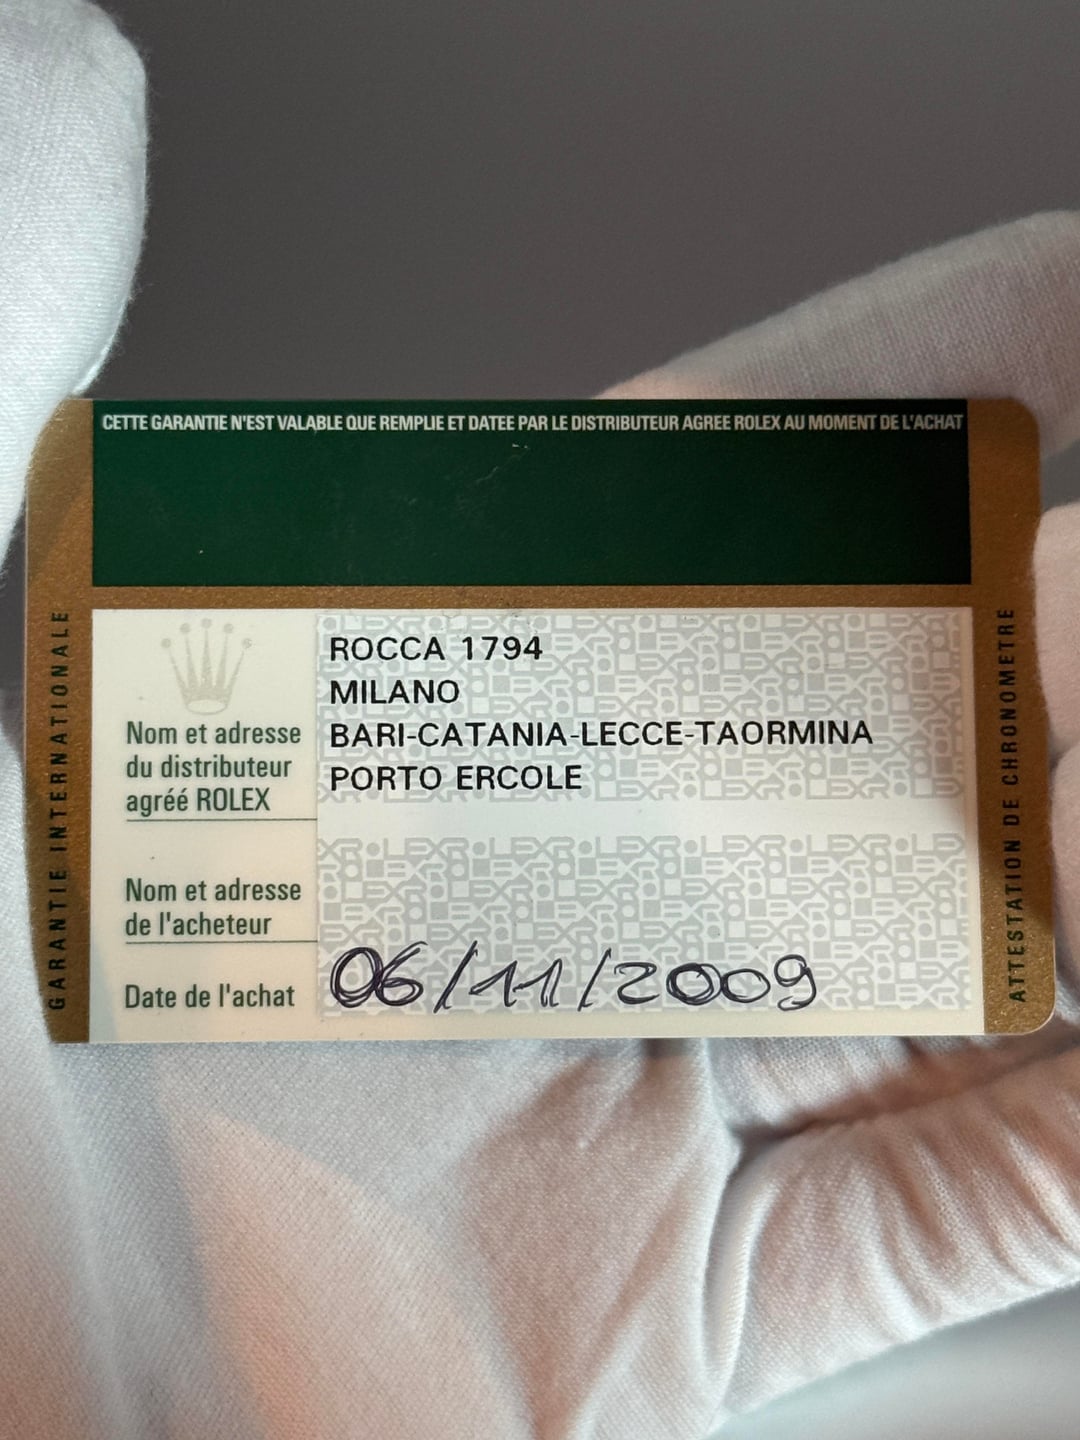 CETTE GARANTIE N'EST VALABLE QUE REMPLIE ET DATEE PAR LE DISTRIBUTEUR AGREE ROLEX AU MOMENT DE L'ACHAT
GARANTIE INTERNATIONALE
Nom et adresse
du distributeur
agréé ROLEX
ROCCA 1794
MILANO
BARI-CATANIA-LECCE-TAORMINA
PORTO ERCOLE
Nom et adresse
de l'acheteur
Date de l'achat 06/11/2009
ATTESTATION DE CHRONOMETRE